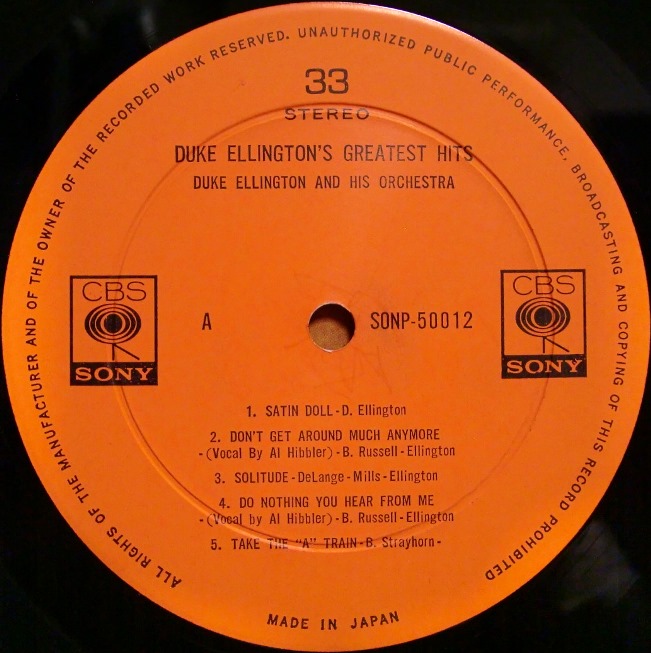 ALL RIGHTS OF THE MANUFACTURER AND OF THE OWNER OF THE RECORDED WORK RESERVED. UNAUTHORIZED PUBLIC PERFORMANCE, BROADCASTING AND COPYING OF THIS RECORD PROHIBITED
33
STEREO
DUKE ELLINGTON'S GREATEST HITS
DUKE ELLINGTON AND HIS ORCHESTRA
CBS
SONY
A
SONP-50012
CBS
SONY
1. SATIN DOLL-D. Ellington
2. DON'T GET AROUND MUCH ANYMORE
-(Vocal By Al Hibbler)-B. Russell-Ellington
3. SOLITUDE-DeLange-Mills-Ellington
4. DO NOTHING YOU HEAR FROM ME
-(Vocal by Al Hibbler)-B. Russell-Ellington
5. TAKE THE "A" TRAIN-B. Strayhorn-
MADE IN JAPAN